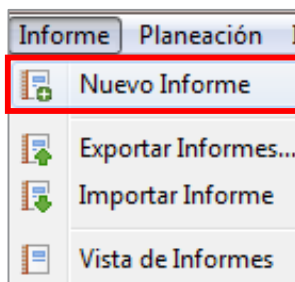 Informe Planeación
Nuevo Informe
Exportar Informes...
Importar Informe
Vista de Informes